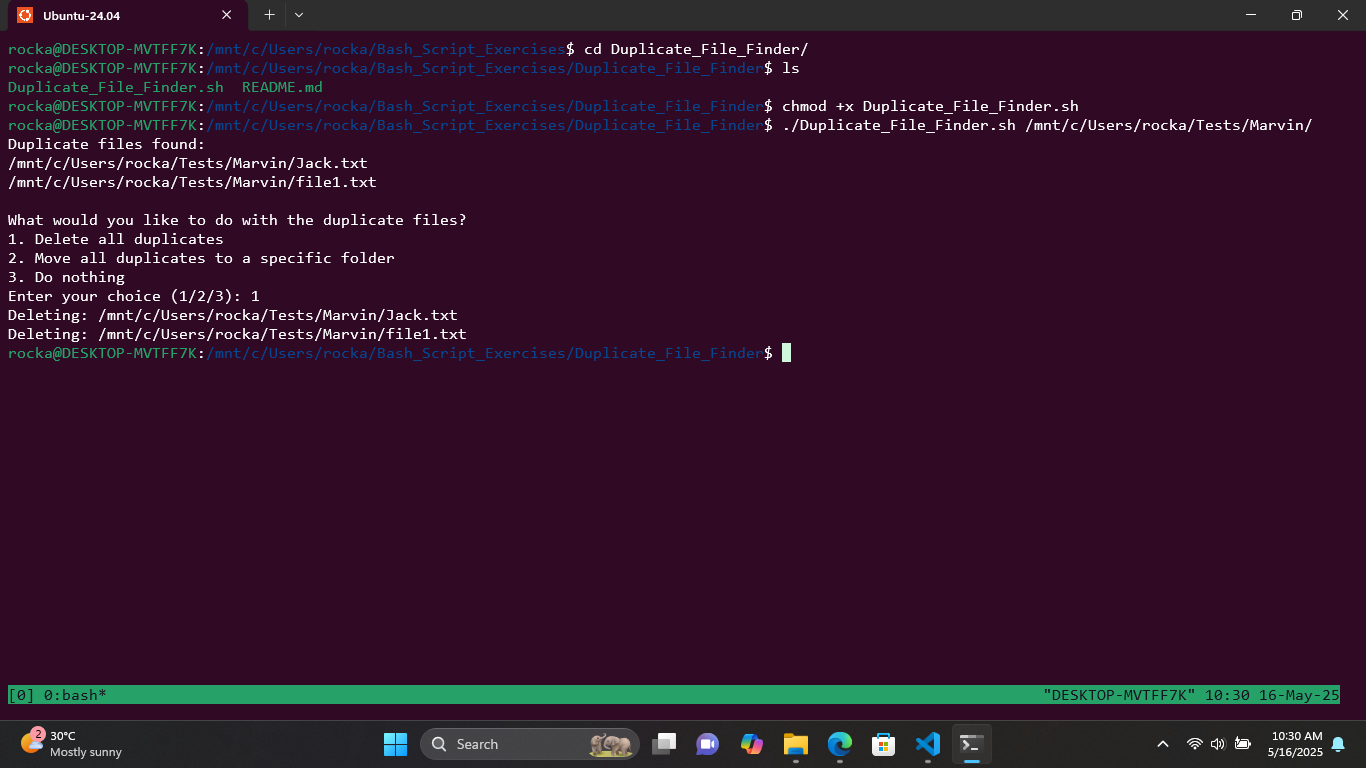 Ubuntu-24.04
rocka@DESKTOP-MVTFF7K:/mnt/c/Users/rocka/Bash_Script_Exercises$ cd Duplicate_File_Finder/
rocka@DESKTOP-MVTFF7K:/mnt/c/Users/rocka/Bash_Script_Exercises/Duplicate_File_Finder$ ls
Duplicate_File_Finder.sh  README.md
rocka@DESKTOP-MVTFF7K:/mnt/c/Users/rocka/Bash_Script_Exercises/Duplicate_File_Finder$ chmod +x Duplicate_File_Finder.sh
rocka@DESKTOP-MVTFF7K:/mnt/c/Users/rocka/Bash_Script_Exercises/Duplicate_File_Finder$ ./Duplicate_File_Finder.sh /mnt/c/Users/rocka/Tests/Marvin/
Duplicate files found:
/mnt/c/Users/rocka/Tests/Marvin/Jack.txt
/mnt/c/Users/rocka/Tests/Marvin/file1.txt
What would you like to do with the duplicate files?
1. Delete all duplicates
2. Move all duplicates to a specific folder
3. Do nothing
Enter your choice (1/2/3): 1
Deleting: /mnt/c/Users/rocka/Tests/Marvin/Jack.txt
Deleting: /mnt/c/Users/rocka/Tests/Marvin/file1.txt
rocka@DESKTOP-MVTFF7K:/mnt/c/Users/rocka/Bash_Script_Exercises/Duplicate_File_Finder$
[0] 0:bash* "DESKTOP-MVTFF7K" 10:30 16-May-25
2
30°C
Mostly sunny
Search
10:30 AM
5/16/2025